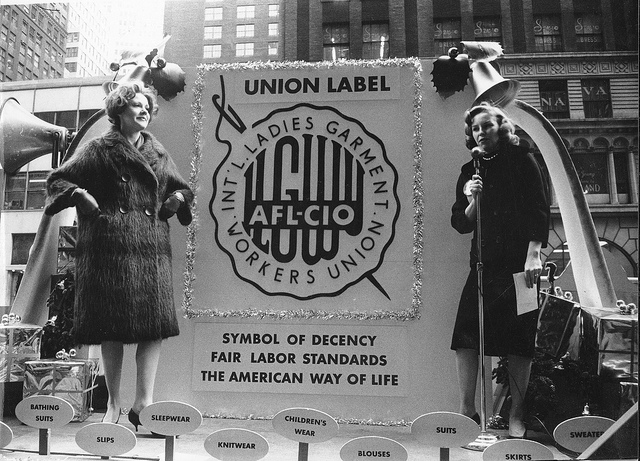 UNION LABEL
INT'L. LADIES GARMENT
WORKERS UNION
ILGWU
AFL-CIO
SYMBOL OF DECENCY
FAIR LABOR STANDARDS
THE AMERICAN WAY OF LIFE
BATHING
SUITS
SLIPS
SLEEPWEAR
KNITWEAR
CHILDREN'S
WEAR
BLOUSES
SUITS
SKIRTS
SWEATE